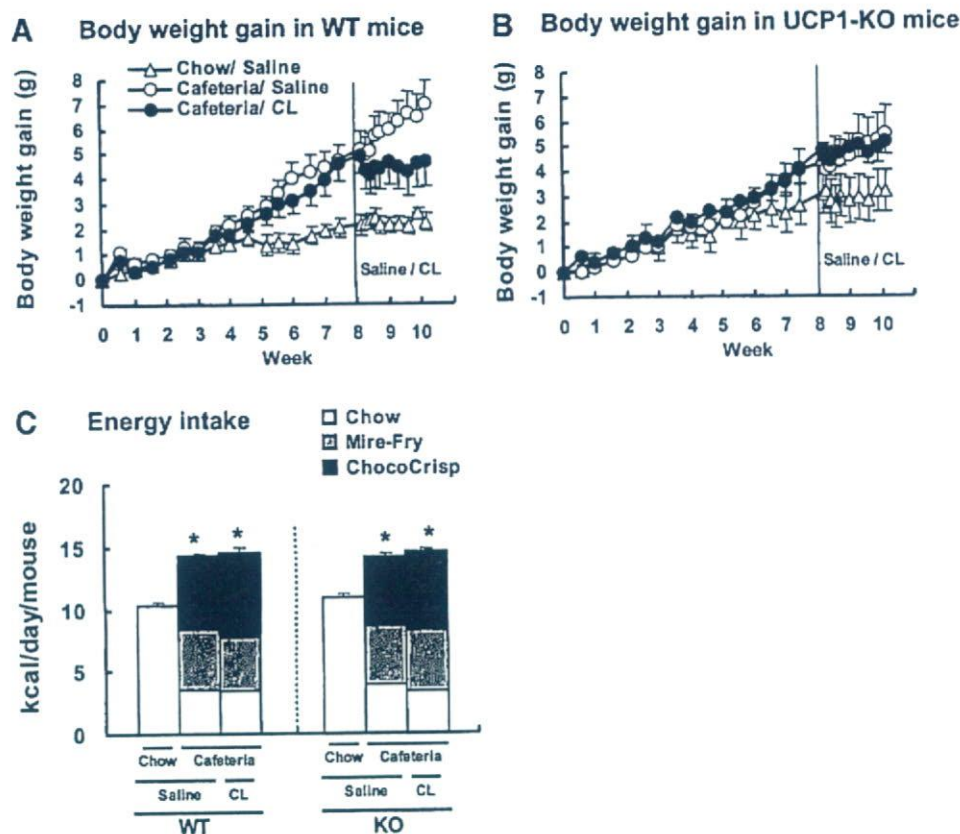 A Body weight gain in WT mice
Chow/ Saline
Cafeteria/ Saline
Cafeteria/ CL
Body weight gain (g)
8
7
6
5
4
3
2
1
0
-1
Saline / CL
0 1 2 3 4 5 6 7 8 9 10
Week
B Body weight gain in UCP1-KO mice
Body weight gain (g)
8
7
6
5
4
3
2
1
0
-1
Saline / CL
0 1 2 3 4 5 6 7 8 9 10
Week
C Energy intake
Chow
Mire-Fry
ChocoCrisp
kcal/day/mouse
20
15
10
5
0
* * * *
Chow Cafeteria Chow Cafeteria
Saline CL Saline CL
WT KO